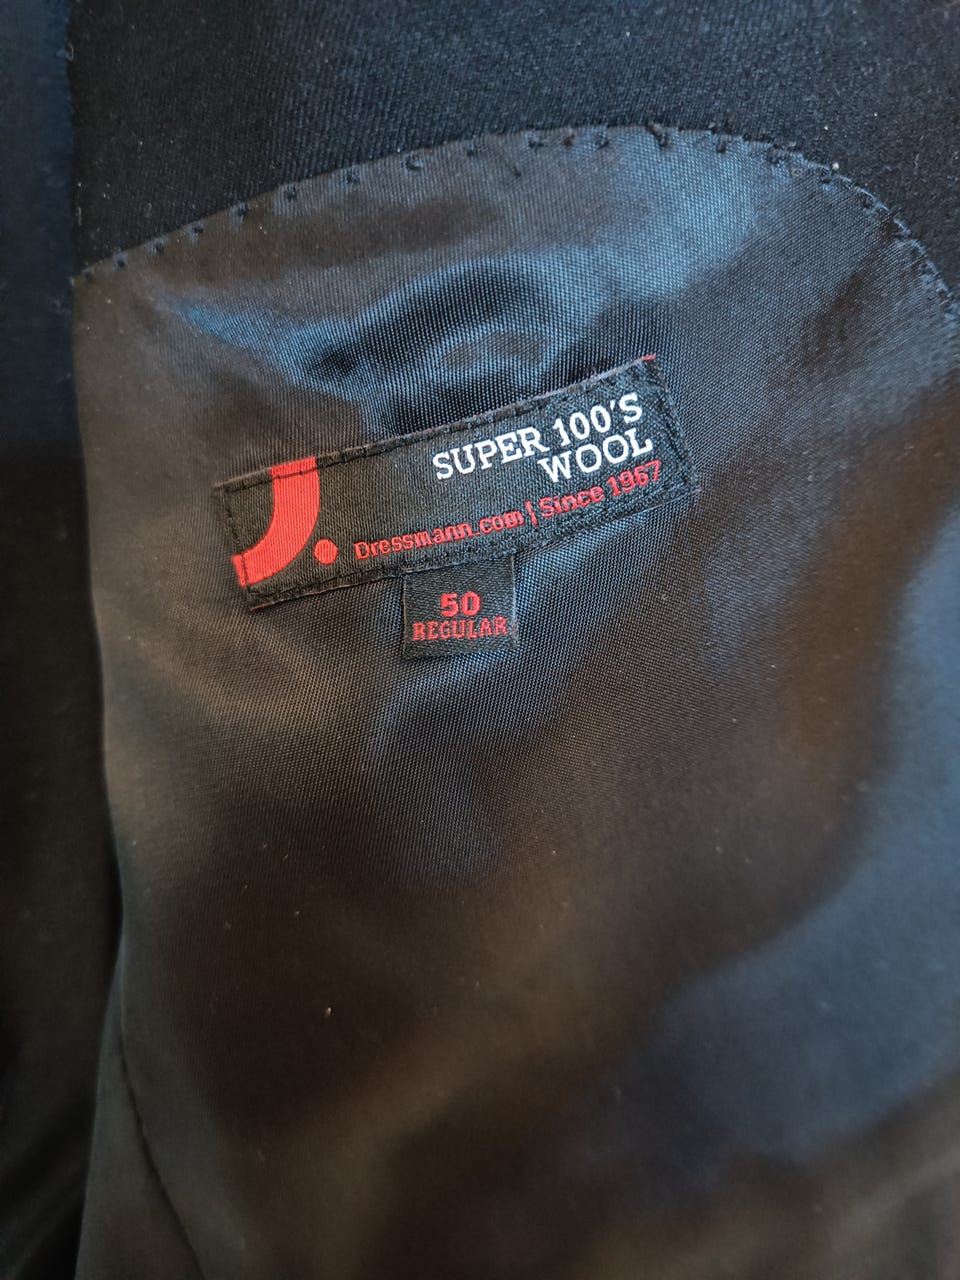 SUPER 100'S
WOOL
J.
Dressmann.com | Since 1967
50
REGULAR